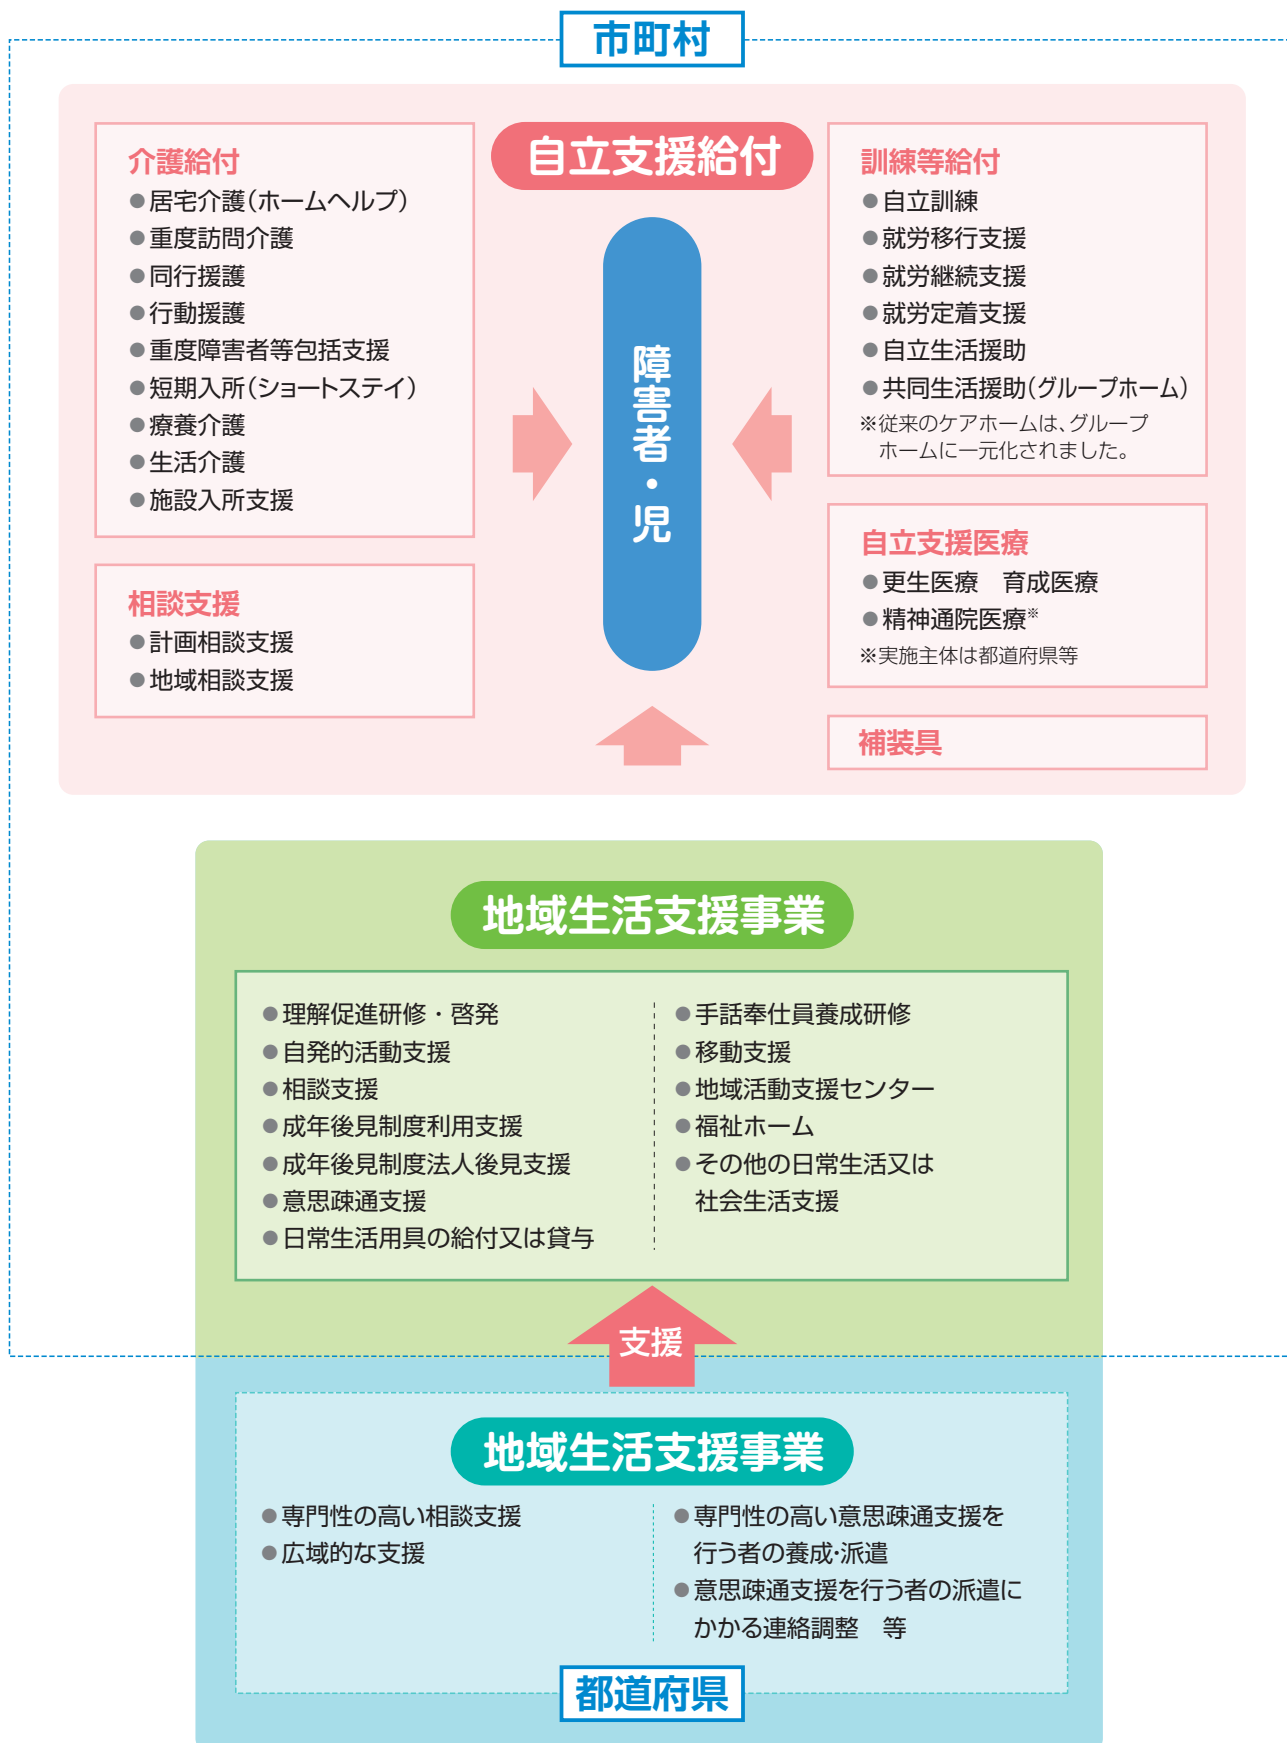 市町村
自立支援給付
介護給付
●居宅介護(ホームヘルプ)
●重度訪問介護
●同行援護
●行動援護
●重度障害者等包括支援
●短期入所(ショートステイ)
●療養介護
●生活介護
●施設入所支援
相談支援
●計画相談支援
●地域相談支援
障害者・児
訓練等給付
●自立訓練
●就労移行支援
●就労継続支援
●就労定着支援
●自立生活援助
●共同生活援助(グループホーム)
※従来のケアホームは、グループ
ホームに一元化されました。
自立支援医療
●更生医療　育成医療
●精神通院医療※
※実施主体は都道府県等
補装具
地域生活支援事業
●理解促進研修・啓発
●自発的活動支援
●相談支援
●成年後見制度利用支援
●成年後見制度法人後見支援
●意思疎通支援
●日常生活用具の給付又は貸与
●手話奉仕員養成研修
●移動支援
●地域活動支援センター
●福祉ホーム
●その他の日常生活又は
社会生活支援
支援
地域生活支援事業
●専門性の高い相談支援
●広域的な支援
●専門性の高い意思疎通支援を
行う者の養成・派遣
●意思疎通支援を行う者の派遣に
かかる連絡調整　等
都道府県